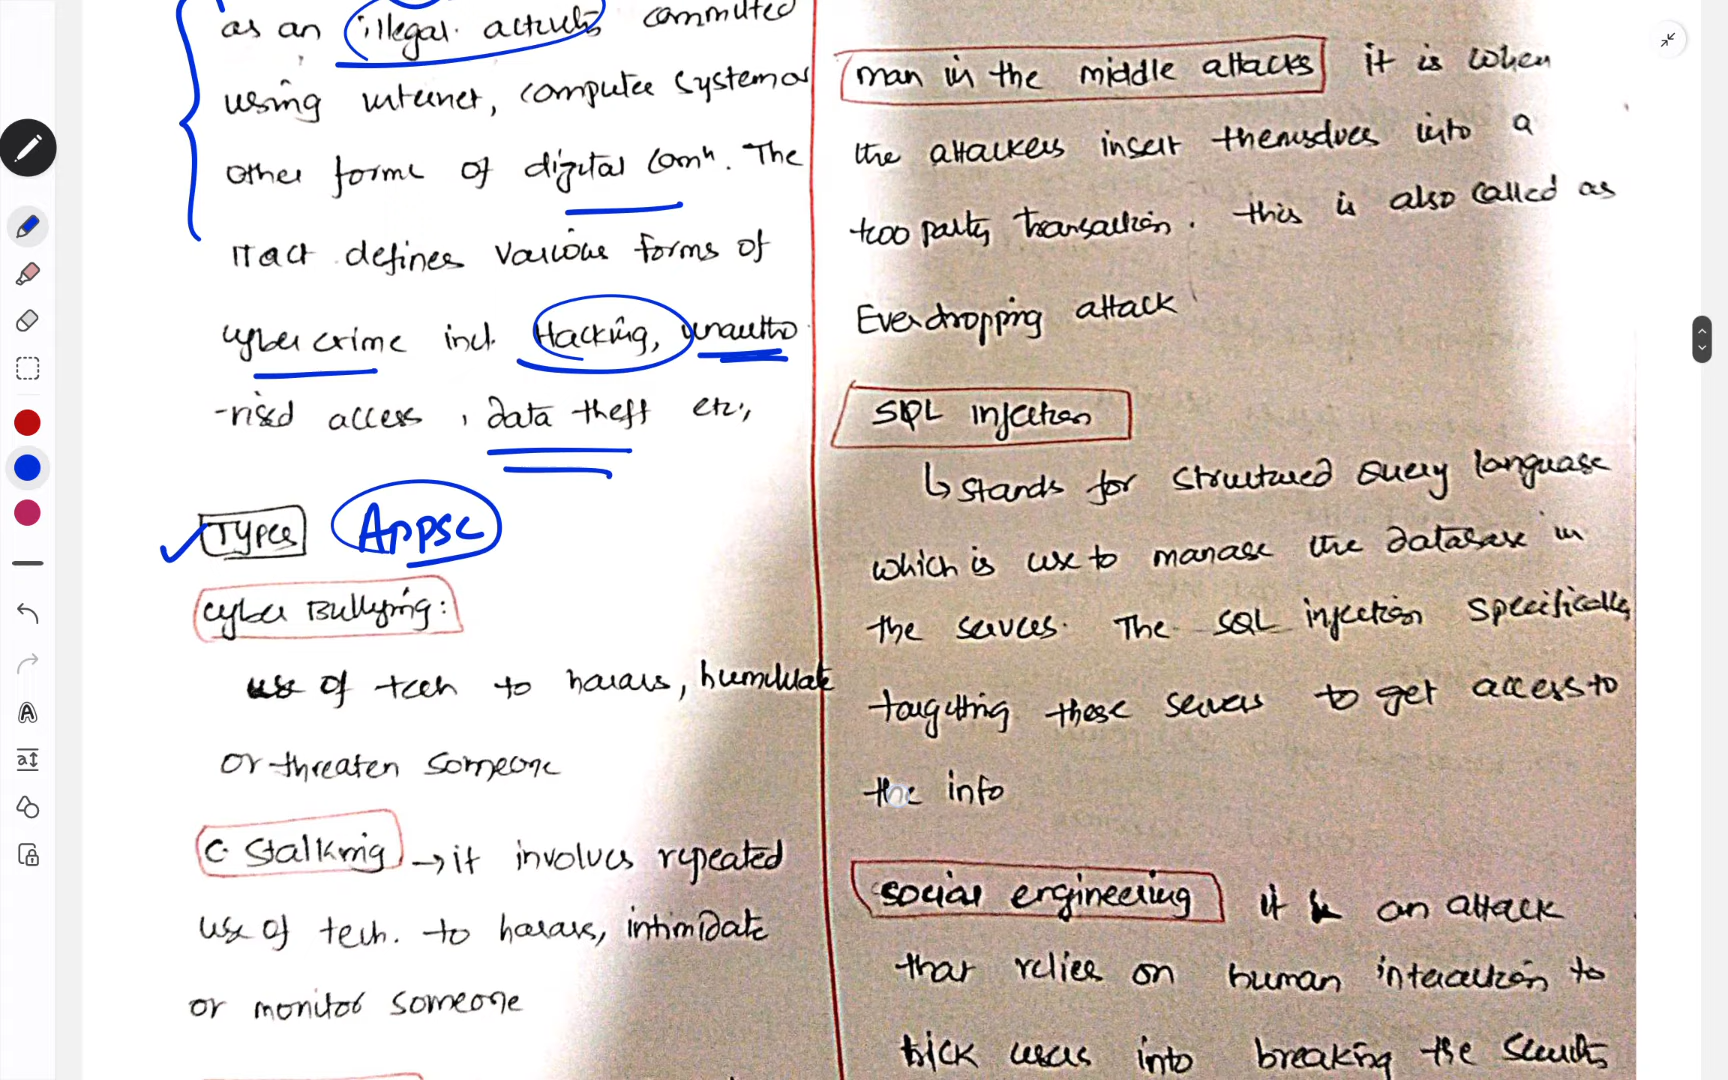 as an illegal activity committed
using internet, computer systems or
other forms of digital comn. The
IT act defines various forms of
cyber crime incl. Hacking, unautho
-rised access, data theft etc.,
Types Appsc
Cyber Bullying:
use of tech to harass, humiliate
or threaten someone
C. Stalking → it involves repeated
use of tech. to harass, intimidate
or monitor someone
man in the middle attacks it is when
the attackers insert themselves into a
two party transaction. this is also called as
Evesdropping attack
SQL injection
↳ stands for structured Query language
which is use to manage the database in
the servers. The SQL injection specifically
targetting these servers to get access to
the info
social engineering it is an attack
that relies on human interaction to
trick users into breaking the security